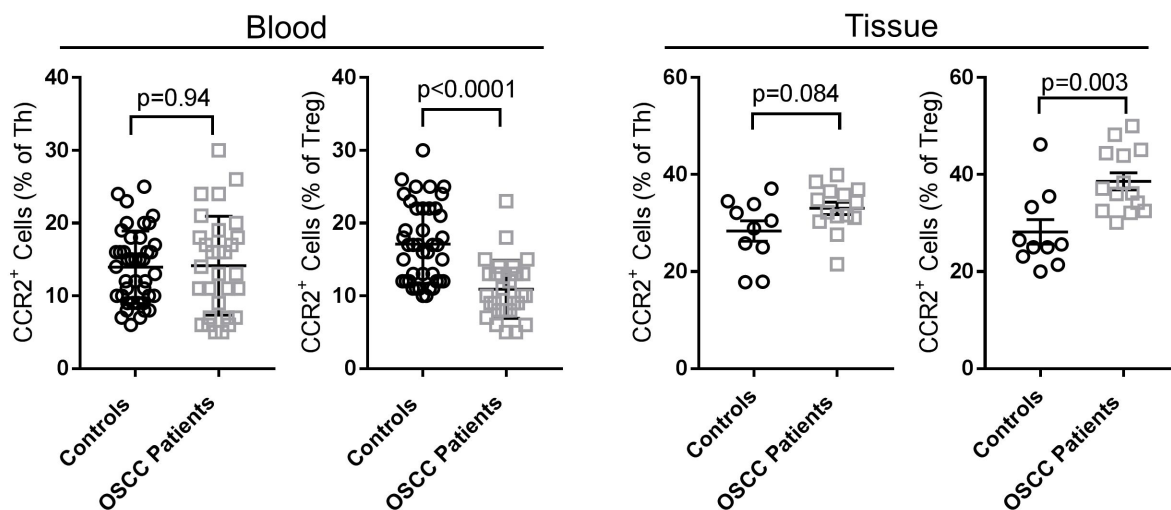 Blood
Tissue
CCR2⁺ Cells (% of Th)
40
30
20
10
0
p=0.94
Controls
OSCC Patients
CCR2⁺ Cells (% of Treg)
40
30
20
10
0
p<0.0001
Controls
OSCC Patients
CCR2⁺ Cells (% of Th)
60
40
20
0
p=0.084
Controls
OSCC Patients
CCR2⁺ Cells (% of Treg)
60
40
20
0
p=0.003
Controls
OSCC Patients